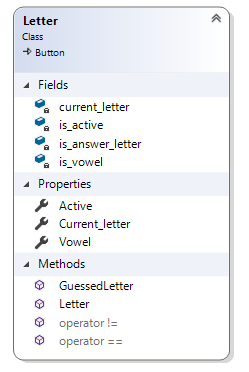 Letter
Class
Button
Fields
current_letter
is_active
is_answer_letter
is_vowel
Properties
Active
Current_letter
Vowel
Methods
GuessedLetter
Letter
operator !=
operator ==